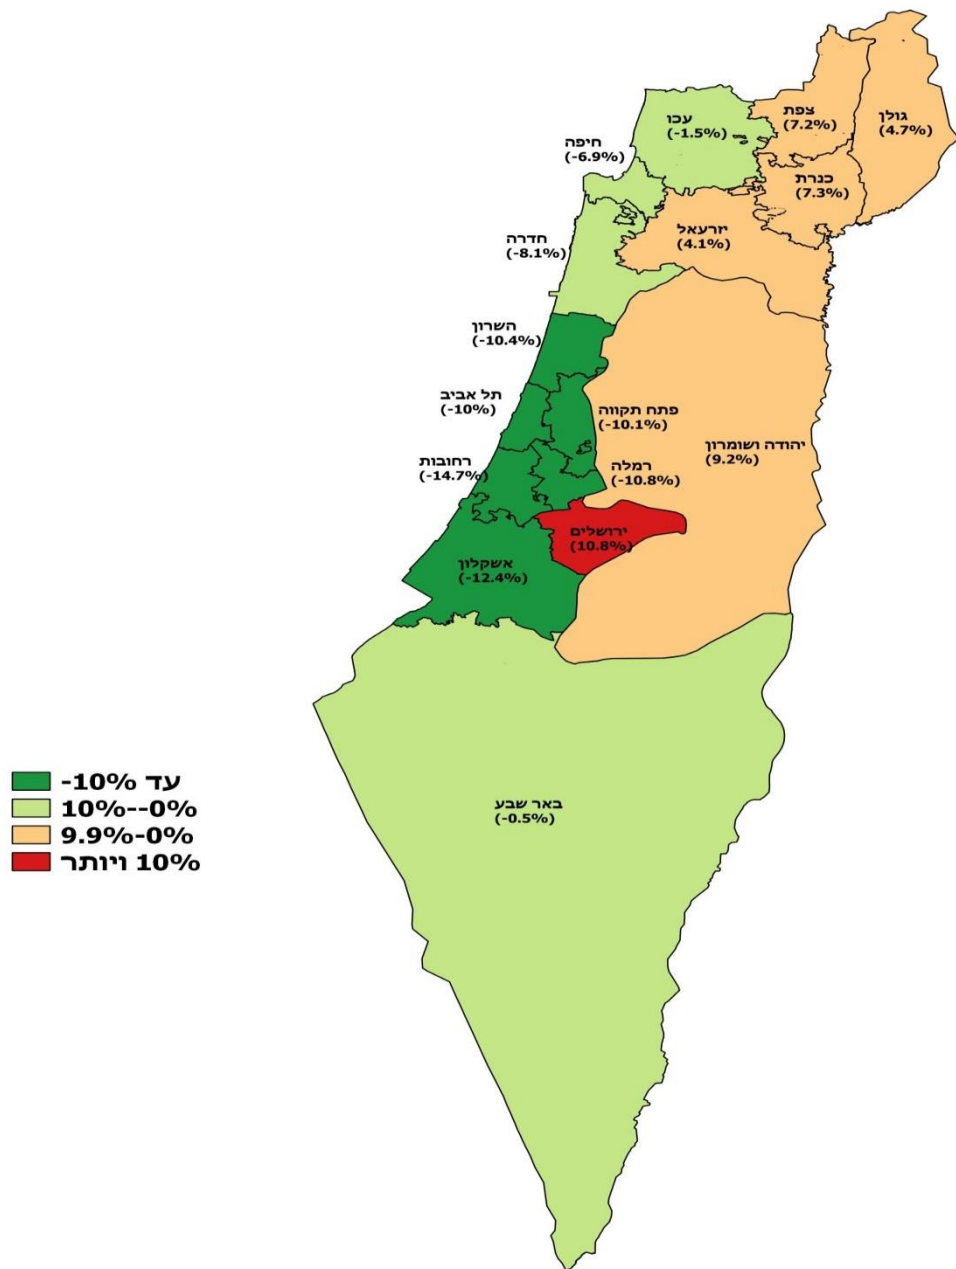 גולן
(4.7%)
צפת
(7.2%)
עכו
(-1.5%)
חיפה
(-6.9%)
כנרת
(7.3%)
יזרעאל
(4.1%)
חדרה
(-8.1%)
השרון
(-10.4%)
תל אביב
(-10%)
פתח תקווה
(-10.1%)
יהודה ושומרון
(9.2%)
רחובות
(-14.7%)
רמלה
(-10.8%)
ירושלים
(10.8%)
אשקלון
(-12.4%)
באר שבע
(-0.5%)
עד 10%-
10%--0%
9.9%-0%
10% ויותר